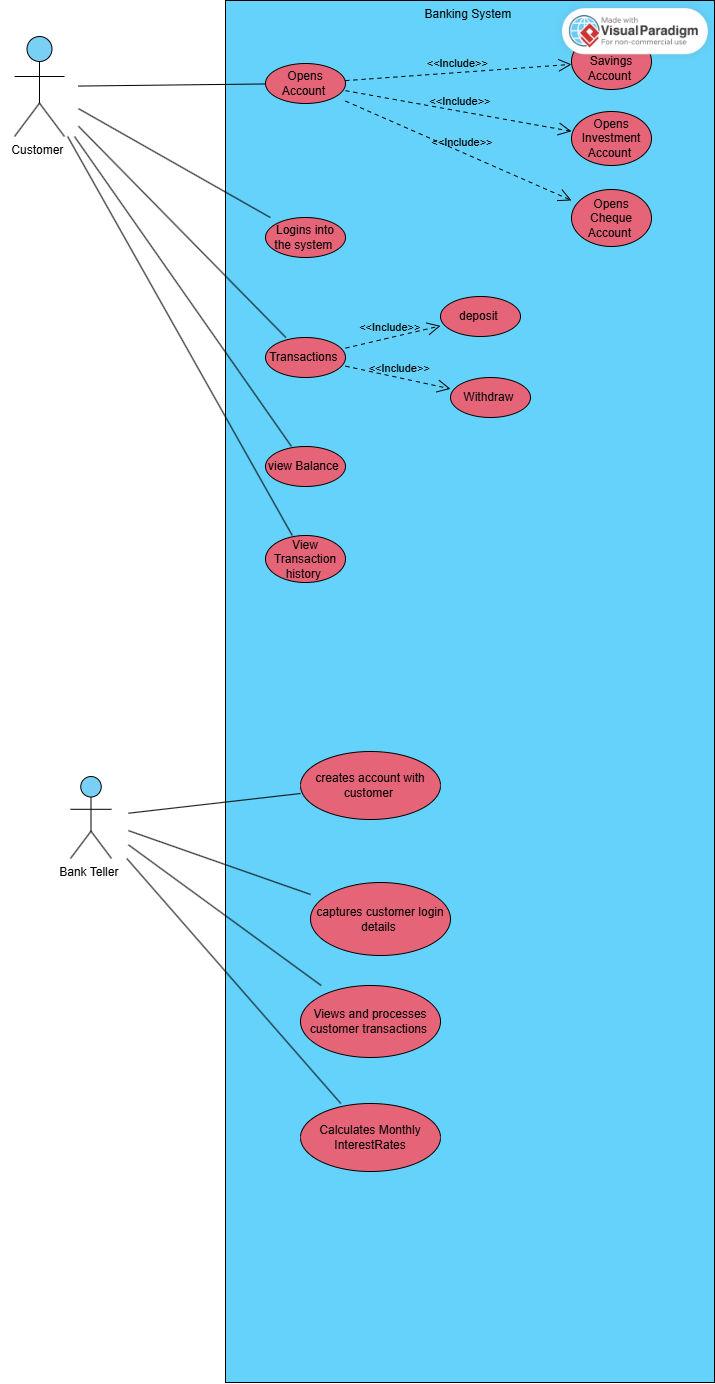 Banking System
Made with
VisualParadigm
For non-commercial use
Customer
Opens
Account
<<Include>>
<<Include>>
<<Include>>
Savings
Account
Opens
Investment
Account
Opens
Cheque
Account
Logins into
the system
Transactions
<<Include>>
<<Include>>
deposit
Withdraw
view Balance
View
Transaction
history
Bank Teller
creates account with
customer
captures customer login
details
Views and processes
customer transactions
Calculates Monthly
InterestRates